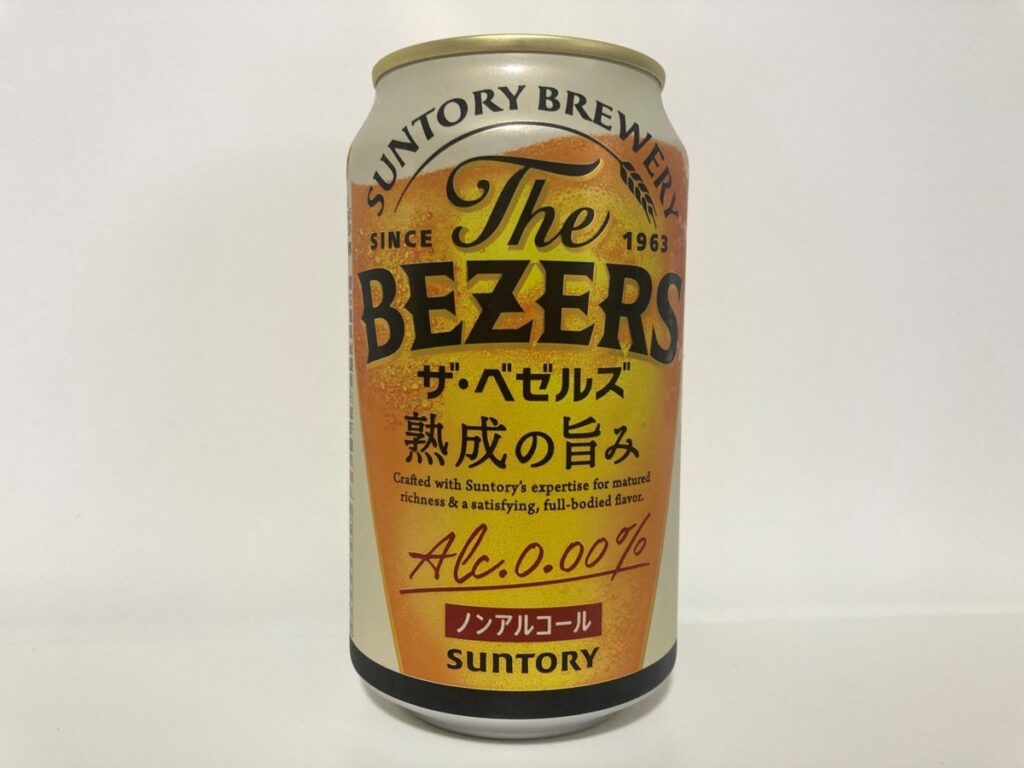 SUNTORY BREWERY
SINCE 1963
The
BEZERS
ザ・ベゼルズ
熟成の旨み
Crafted with Suntory's expertise for matured
richness & a satisfying, full-bodied flavor.
Alc.0.00%
ノンアルコール
SUNTORY